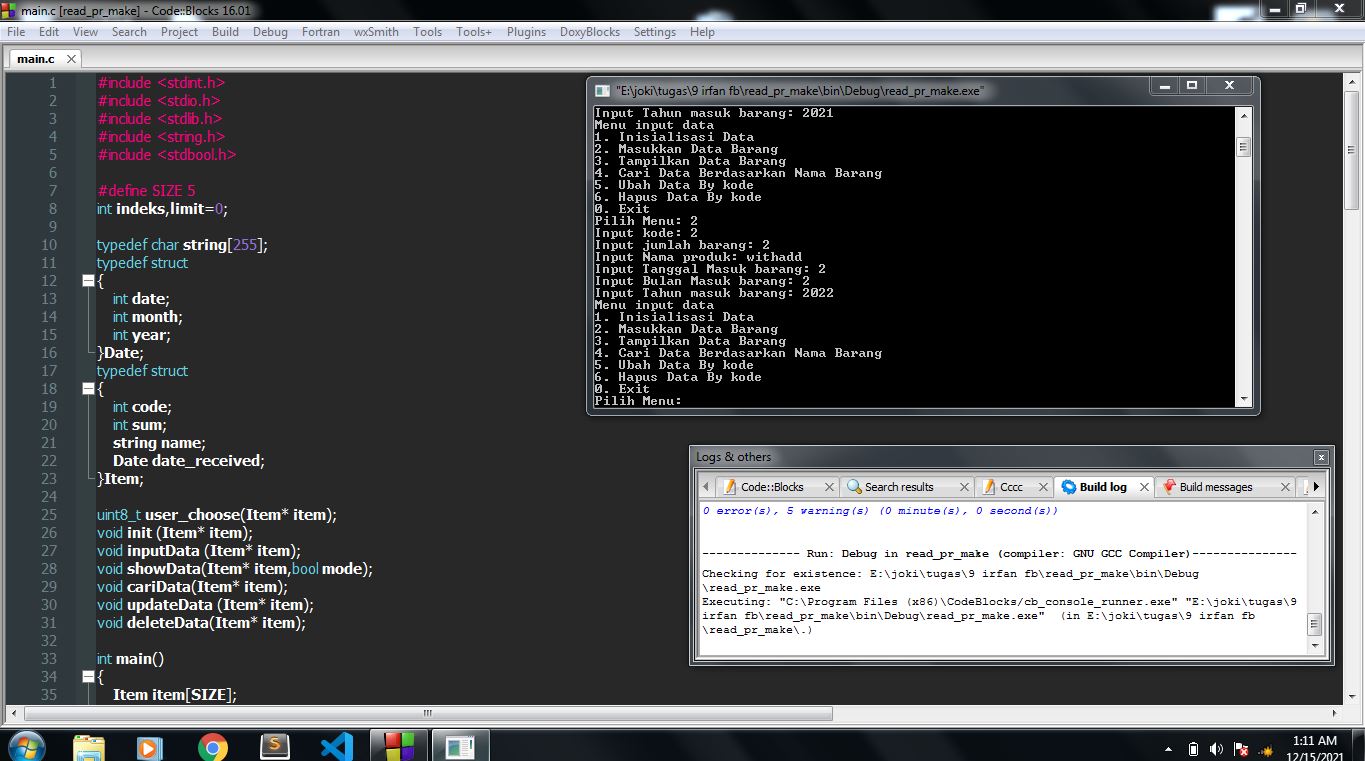 main.c [read_pr_make] - Code::Blocks 16.01
File Edit View Search Project Build Debug Fortran wxSmith Tools Tools+ Plugins DoxyBlocks Settings Help
main.c
1 #include <stdint.h>
2 #include <stdio.h>
3 #include <stdlib.h>
4 #include <string.h>
5 #include <stdbool.h>
6
7 #define SIZE 5
8 int indeks,limit=0;
9
10 typedef char string[255];
11 typedef struct
12 {
13 int date;
14 int month;
15 int year;
16 }Date;
17 typedef struct
18 {
19 int code;
20 int sum;
21 string name;
22 Date date_received;
23 }Item;
24
25 uint8_t user_choose(Item* item);
26 void init (Item* item);
27 void inputData (Item* item);
28 void showData(Item* item,bool mode);
29 void cariData(Item* item);
30 void updateData (Item* item);
31 void deleteData(Item* item);
32
33 int main()
34 {
35 Item item[SIZE];
"E:\joki\tugas\9 irfan fb\read_pr_make\bin\Debug\read_pr_make.exe"
Input Tahun masuk barang: 2021
Menu input data
1. Inisialisasi Data
2. Masukkan Data Barang
3. Tampilkan Data Barang
4. Cari Data Berdasarkan Nama Barang
5. Ubah Data By kode
6. Hapus Data By kode
0. Exit
Pilih Menu: 2
Input kode: 2
Input jumlah barang: 2
Input Nama produk: withadd
Input Tanggal Masuk barang: 2
Input Bulan Masuk barang: 2
Input Tahun masuk barang: 2022
Menu input data
1. Inisialisasi Data
2. Masukkan Data Barang
3. Tampilkan Data Barang
4. Cari Data Berdasarkan Nama Barang
5. Ubah Data By kode
6. Hapus Data By kode
0. Exit
Pilih Menu:
Logs & others
Code::Blocks Search results Cccc Build log Build messages
0 error(s), 5 warning(s) (0 minute(s), 0 second(s))
-------------- Run: Debug in read_pr_make (compiler: GNU GCC Compiler)---------------
Checking for existence: E:\joki\tugas\9 irfan fb\read_pr_make\bin\Debug
\read_pr_make.exe
Executing: "C:\Program Files (x86)\CodeBlocks/cb_console_runner.exe" "E:\joki\tugas\9
irfan fb\read_pr_make\bin\Debug\read_pr_make.exe" (in E:\joki\tugas\9 irfan fb
\read_pr_make\.)
1:11 AM
12/15/2021